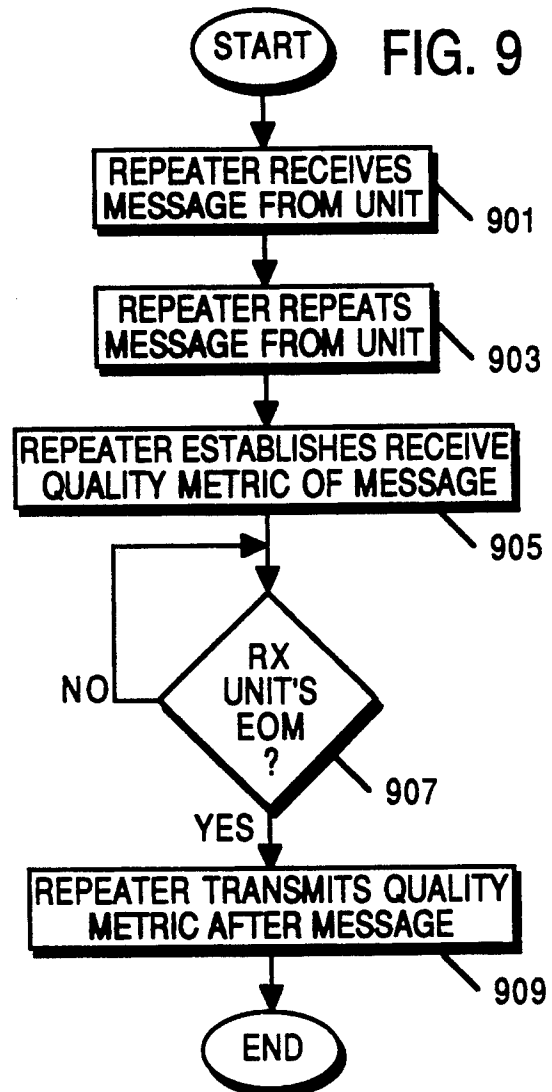 START
FIG. 9
REPEATER RECEIVES
MESSAGE FROM UNIT
901
REPEATER REPEATS
MESSAGE FROM UNIT
903
REPEATER ESTABLISHES RECEIVE
QUALITY METRIC OF MESSAGE
905
RX
UNIT'S
EOM
?
NO
907
YES
REPEATER TRANSMITS QUALITY
METRIC AFTER MESSAGE
909
END